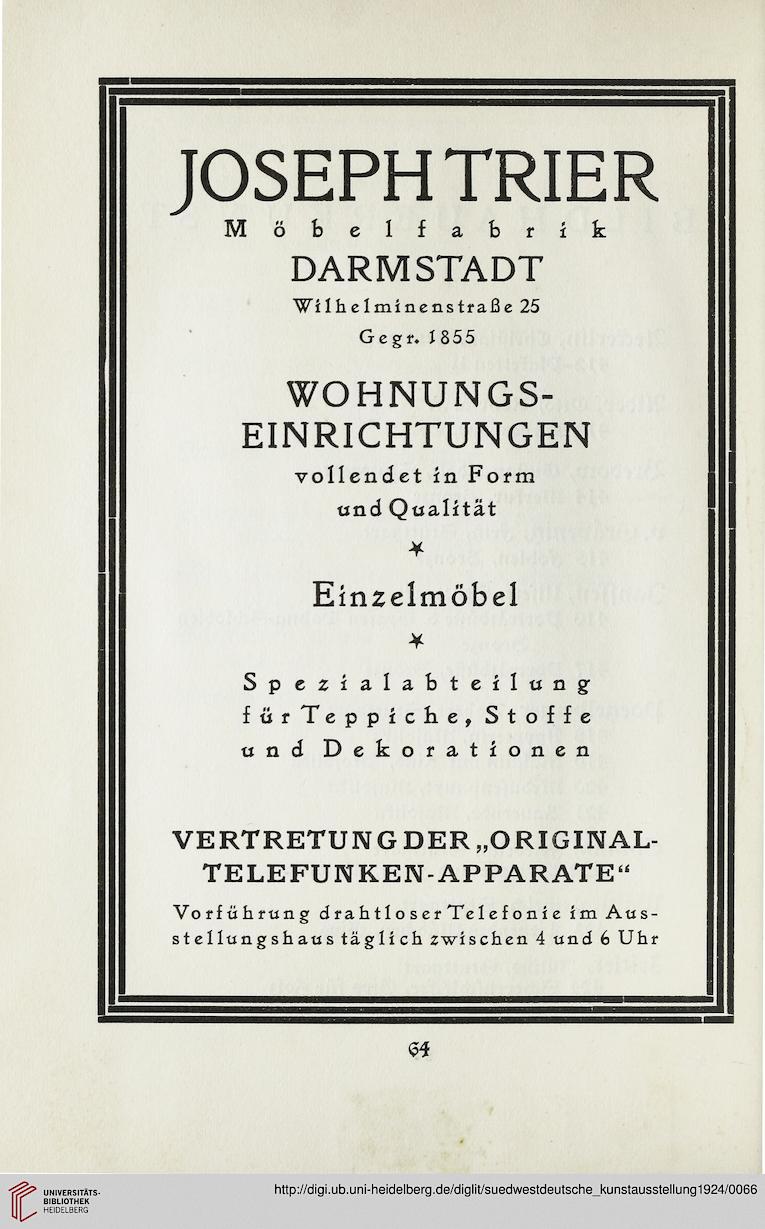 JOSEPH TRIER
Möbelfabrik
DARMSTADT
Wilhelminenstraße 25
Gegr. 1855
WOHNUNGS-
EINRICHTUNGEN
vollendet in Form
und Qualität
Einzelmöbel
Spezialabteilung
für Teppiche, Stoffe
und Dekorationen
VERTRETUNG DER „ORIGINAL-
TELEFUNKEN-APPARATE“
Vorführung drahtloser Telefonie im Aus-
stellungshaus täglich zwischen 4 und 6 Uhr
64
UNIVERSITÄTS-
BIBLIOTHEK
HEIDELBERG
http://digi.ub.uni-heidelberg.de/diglit/suedwestdeutsche_kunstausstellung1924/0066